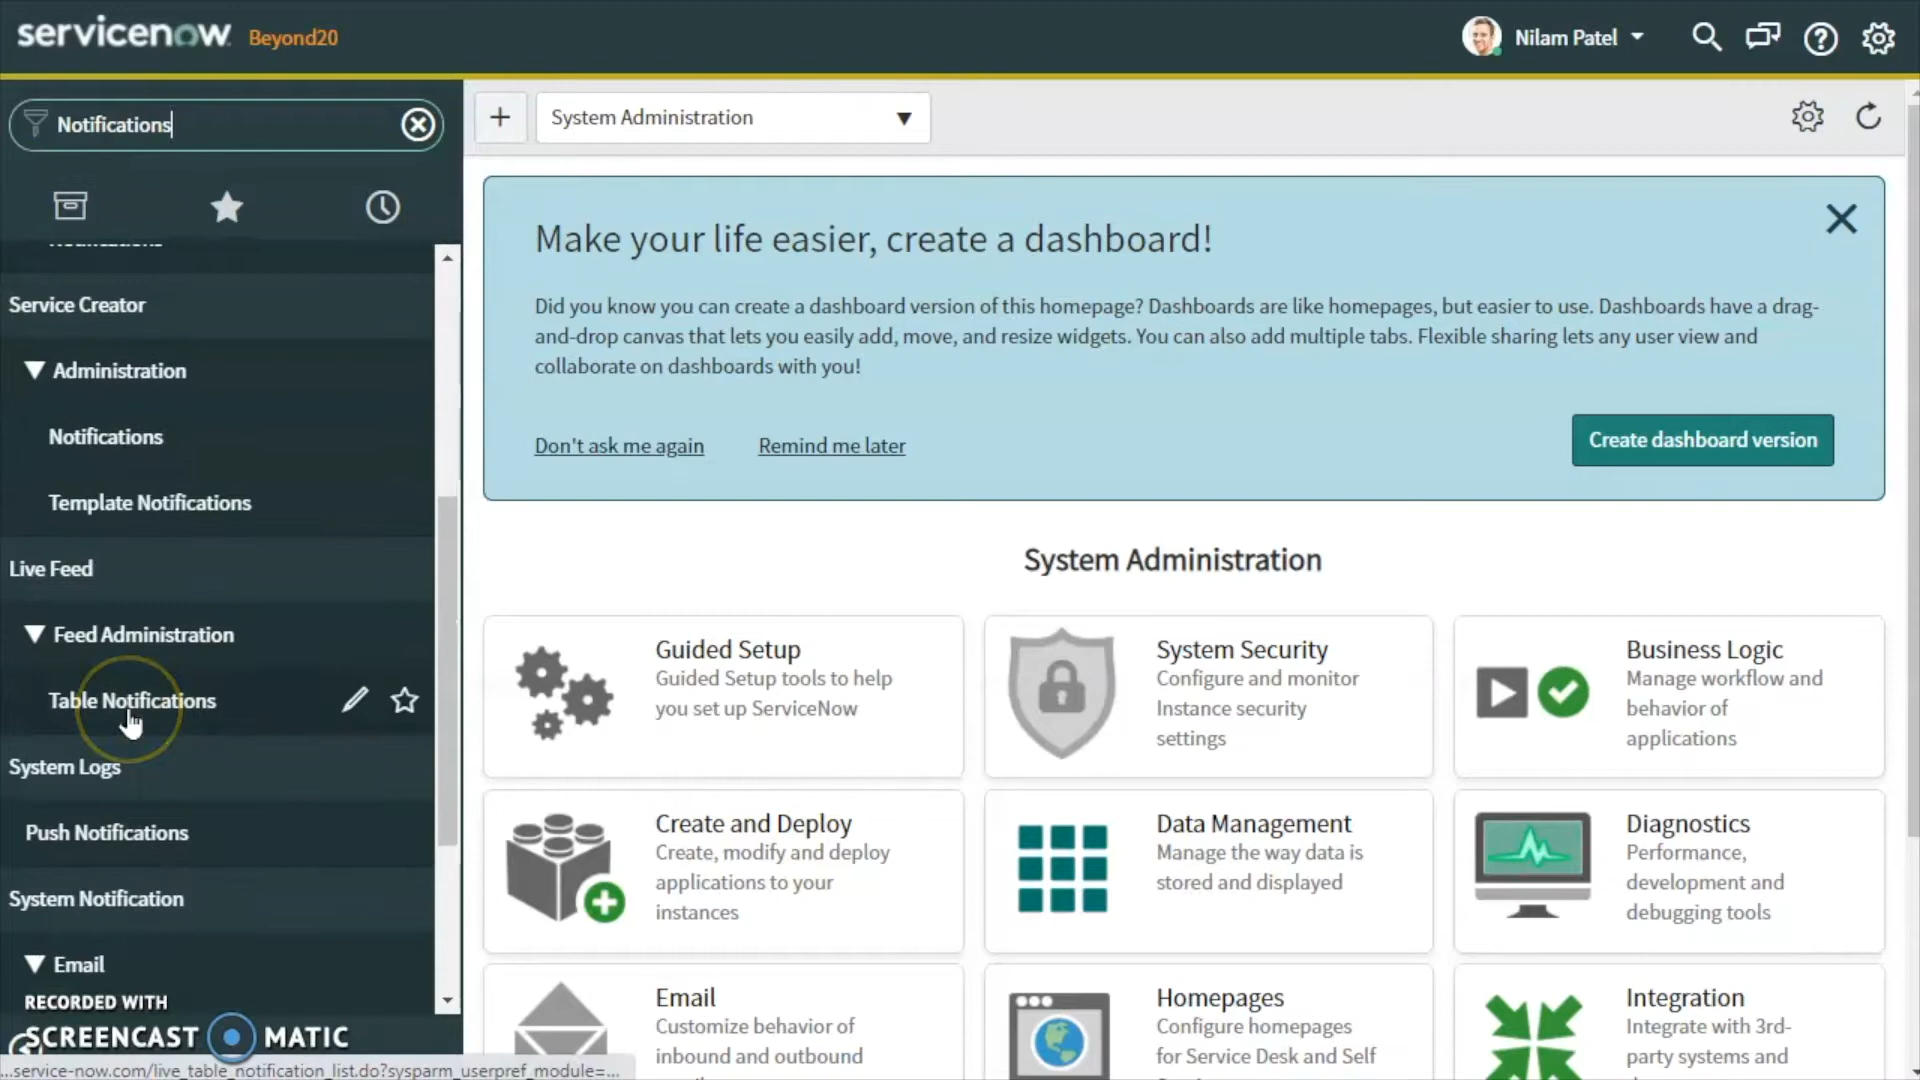 servicenow Beyond20
Nilam Patel
Notifications
System Administration
Service Creator
Administration
Notifications
Template Notifications
Live Feed
Feed Administration
Table Notifications
System Logs
Push Notifications
System Notification
Email
RECORDED WITH
SCREENCAST MATIC
...service-now.com/live_table_notification_list.do?sysparm_userpref_module=...
Make your life easier, create a dashboard!
Did you know you can create a dashboard version of this homepage? Dashboards are like homepages, but easier to use. Dashboards have a drag-
and-drop canvas that lets you easily add, move, and resize widgets. You can also add multiple tabs. Flexible sharing lets any user view and
collaborate on dashboards with you!
Don't ask me again Remind me later
Create dashboard version
System Administration
Guided Setup
Guided Setup tools to help
you set up ServiceNow
System Security
Configure and monitor
Instance security
settings
Business Logic
Manage workflow and
behavior of
applications
Create and Deploy
Create, modify and deploy
applications to your
instances
Data Management
Manage the way data is
stored and displayed
Diagnostics
Performance,
development and
debugging tools
Email
Customize behavior of
inbound and outbound
Homepages
Configure homepages
for Service Desk and Self
Integration
Integrate with 3rd-
party systems and